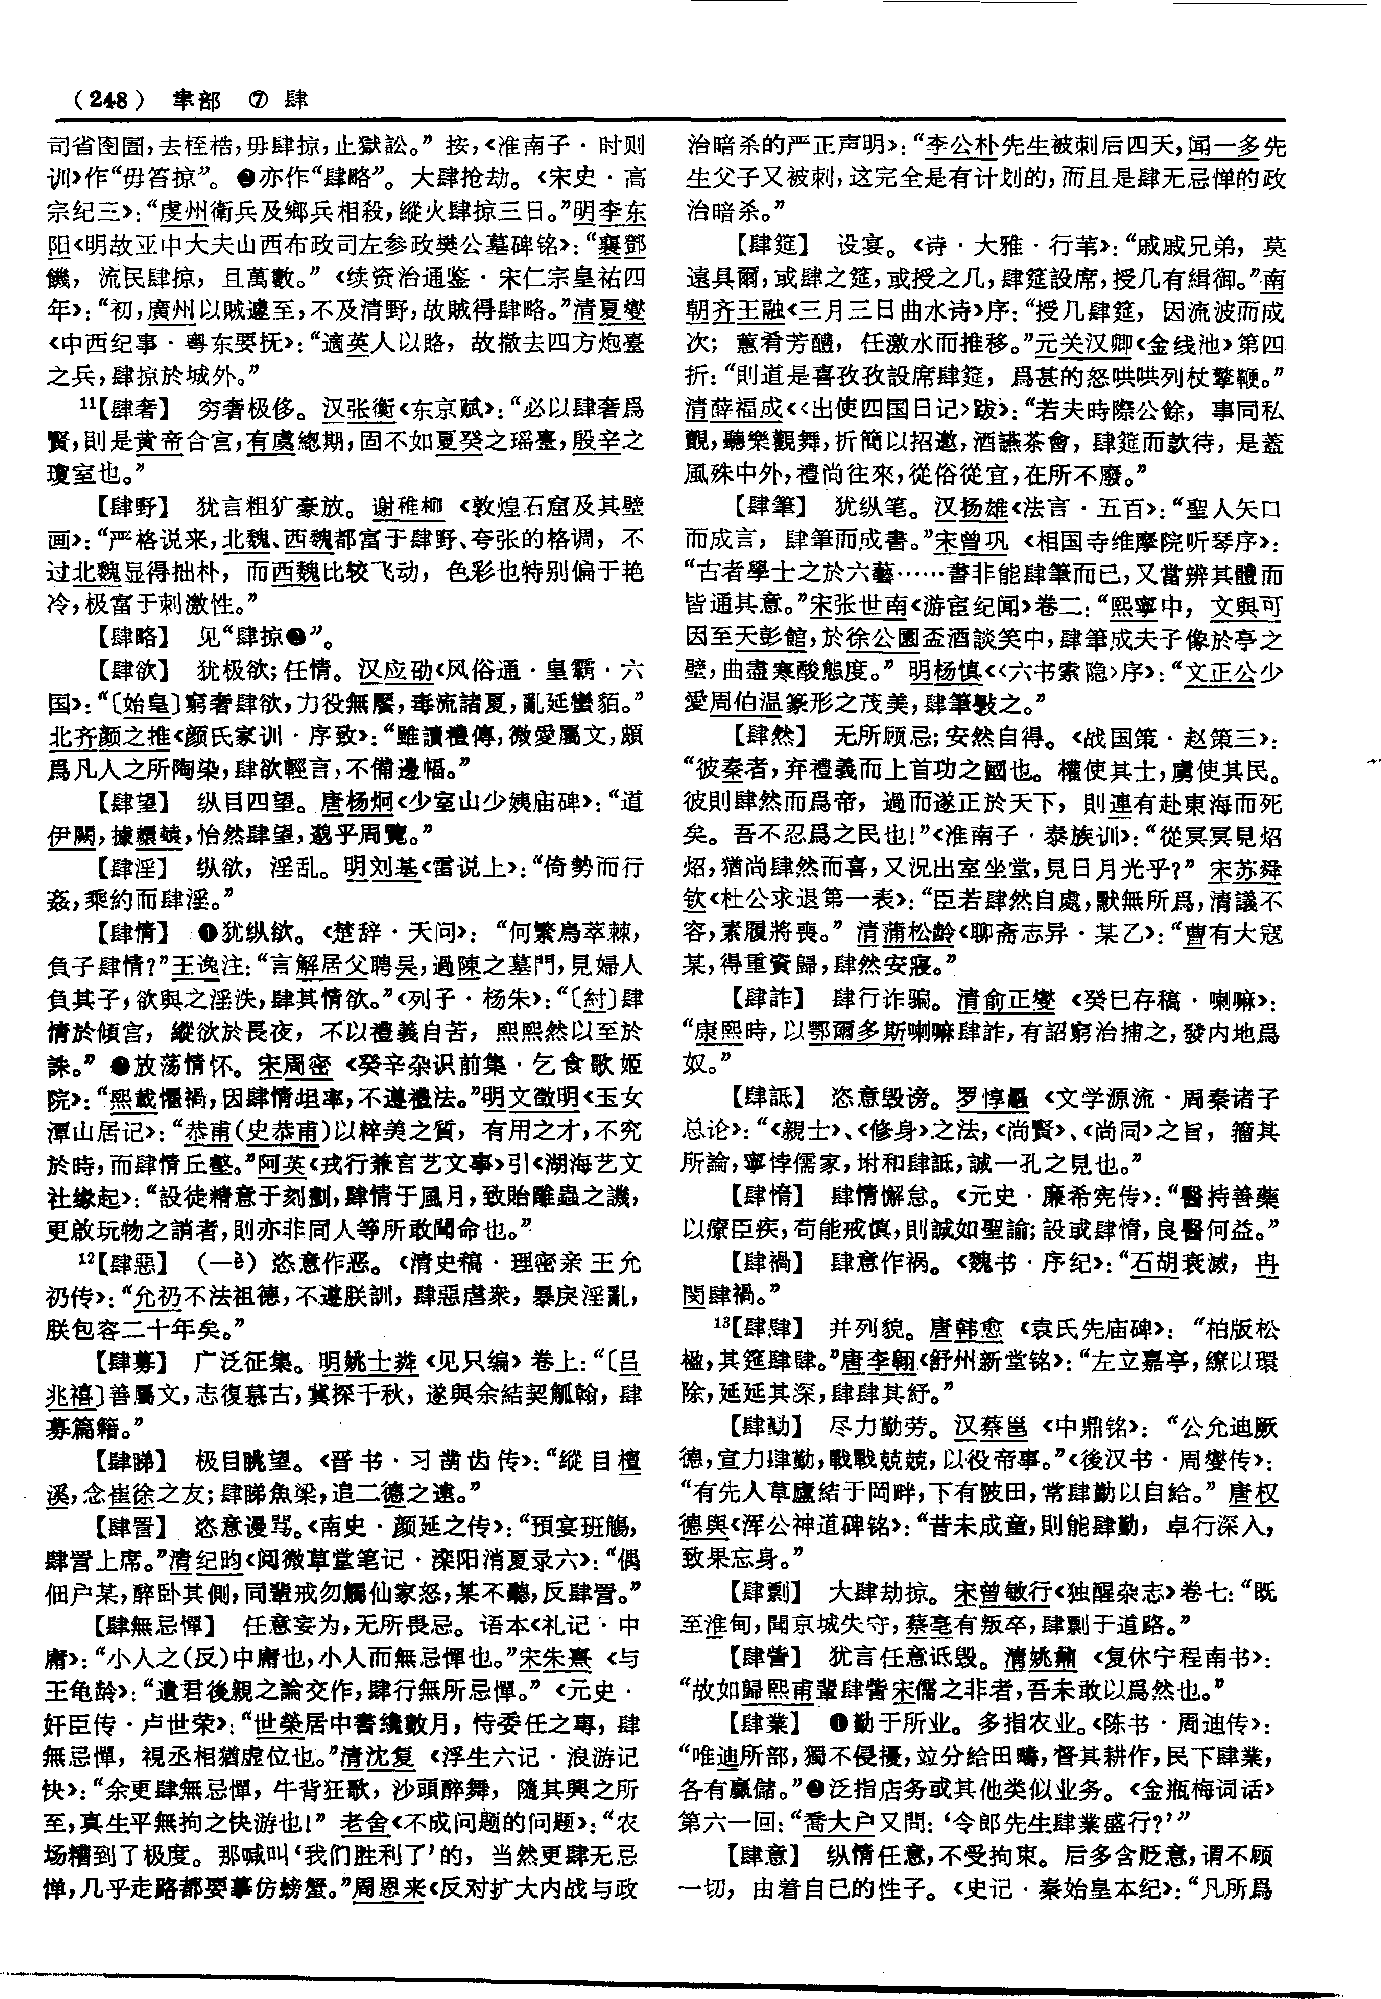 （248） 聿部 ⑦ 肆
司省囹圄，去桎梏，毋肆掠，止獄訟。”按，《淮南子·时则
训》作“毋笞掠”。❷亦作“肆略”。大肆抢劫。《宋史·高
宗纪三》：“虔州衛兵及鄉兵相殺，縱火肆掠三日。”明李东
阳《明故亚中大夫山西布政司左参政樊公墓碑铭》：“襄鄧
饑，流民肆掠，且萬數。”《续资治通鉴·宋仁宗皇祐四
年》：“初，廣州以賊遽至，不及清野，故賊得肆略。”清夏燮
《中西纪事·粤东要抚》：“適英人以賂，故撤去四方炮臺
之兵，肆掠於城外。”
11【肆奢】 穷奢极侈。汉张衡《东京赋》：“必以肆奢爲
賢，則是黄帝合宫，有虞總期，固不如夏癸之瑶臺，殷辛之
瓊室也。”
【肆野】 犹言粗犷豪放。谢稚柳《敦煌石窟及其壁
画》：“严格说来，北魏、西魏都富于肆野、夸张的格调，不
过北魏显得拙朴，而西魏比较飞动，色彩也特别偏于艳
冷，极富于刺激性。”
【肆略】 见“肆掠❷”。
【肆欲】 犹极欲；任情。汉应劭《风俗通·皇霸·六
国》：“〔始皇〕窮奢肆欲，力役無饜，毒流諸夏，亂延蠻貊。”
北齐颜之推《颜氏家训·序致》：“雖讀禮傳，微愛屬文，頗
爲凡人之所陶染，肆欲輕言，不備邊幅。”
【肆望】 纵目四望。唐杨炯《少室山少姨庙碑》：“道
伊闕，據轘轅，怡然肆望，邈乎周覽。”
【肆淫】 纵欲，淫乱。明刘基《雷说上》：“倚勢而行
姦，乘約而肆淫。”
【肆情】 ❶犹纵欲。《楚辞·天问》：“何繁鳥萃棘，
負子肆情？”王逸注：“言解居父聘吴，過陳之墓門，見婦人
負其子，欲與之淫泆，肆其情欲。”《列子·杨朱》：“〔紂〕肆
情於傾宫，縱欲於長夜，不以禮義自苦，熙熙然以至於
誅。”❷放荡情怀。宋周密《癸辛杂识前集·乞食歌姬
院》：“熙載懼禍，因肆情坦率，不遵禮法。”明文徵明《玉女
潭山居记》：“恭甫（史恭甫）以粹美之質，有用之才，不究
於時，而肆情丘壑。”阿英《戎行兼言艺文事》引《湖海艺文
社缘起》：“設徒精意于刻劃，肆情于風月，致貽雕蟲之譏，
更啟玩物之誚者，則亦非同人等所敢聞命也。”
12【肆惡】 （—è）恣意作恶。《清史稿·理密亲王允
礽传》：“允礽不法祖德，不遵朕訓，肆惡虐衆，暴戾淫亂，
朕包容二十年矣。”
【肆募】 广泛征集。明姚士粦《见只编》卷上：“〔吕
兆禧〕善屬文，志復慕古，冀探千秋，遂與余結契觚翰，肆
募篇籍。”
【肆睇】 极目眺望。《晋书·习凿齿传》：“縱目檀
溪，念崔徐之友；肆睇魚梁，追二德之逺。”
【肆詈】 恣意谩骂。《南史·颜延之传》：“預宴班觴，
肆詈上席。”清纪昀《阅微草堂笔记·滦阳消夏录六》：“偶
佃户某，醉卧其側，同輩戒勿觸仙家怒，某不聽，反肆詈。”
【肆無忌憚】 任意妄为，无所畏忌。语本《礼记·中
庸》：“小人之（反）中庸也，小人而無忌憚也。”宋朱熹《与
王龟龄》：“遺君後親之論交作，肆行無所忌憚。”《元史·
奸臣传·卢世荣》：“世榮居中書纔數月，恃委任之專，肆
無忌憚，視丞相猶虚位也。”清沈复《浮生六记·浪游记
快》：“余更肆無忌憚，牛背狂歌，沙頭醉舞，隨其興之所
至，真生平無拘之快游也！”老舍《不成问题的问题》：“农
场糟到了极度。那喊叫‘我们胜利了’的，当然更肆无忌
惮，几乎走路都要摹仿螃蟹。”周恩来《反对扩大内战与政
治暗杀的严正声明》：“李公朴先生被刺后四天，闻一多先
生父子又被刺，这完全是有计划的，而且是肆无忌惮的政
治暗杀。”
【肆筵】 设宴。《诗·大雅·行苇》：“戚戚兄弟，莫
遠具爾，或肆之筵，或授之几，肆筵設席，授几有緝御。”南
朝齐王融《三月三日曲水诗》序：“授几肆筵，因流波而成
次；蕙肴芳醴，任激水而推移。”元关汉卿《金线池》第四
折：“則道是喜孜孜設席肆筵，爲甚的怒哄哄列杖擎鞭。”
清薛福成《〈出使四国日记〉跋》：“若夫時際公餘，事同私
覿，聽樂觀舞，折簡以招邀，酒讌茶會，肆筵而款待，是蓋
風殊中外，禮尚往來，從俗從宜，在所不廢。”
【肆筆】 犹纵笔。汉扬雄《法言·五百》：“聖人矢口
而成言，肆筆而成書。”宋曾巩《相国寺维摩院听琴序》：
“古者學士之於六藝……書非能肆筆而已，又當辨其體而
皆通其意。”宋张世南《游宦纪闻》卷二：“熙寧中，文與可
因至天彭館，於徐公園盃酒談笑中，肆筆成夫子像於亭之
壁，曲盡寒酸態度。”明杨慎《〈六书索隐〉序》：“文正公少
愛周伯温篆形之茂美，肆筆斅之。”
【肆然】 无所顾忌；安然自得。《战国策·赵策三》：
“彼秦者，弃禮義而上首功之國也。權使其士，虜使其民。
彼則肆然而爲帝，過而遂正於天下，則連有赴東海而死
矣。吾不忍爲之民也！”《淮南子·泰族训》：“從冥冥見炤
炤，猶尚肆然而喜，又況出室坐堂，見日月光乎？”宋苏舜
钦《杜公求退第一表》：“臣若肆然自處，默無所爲，清議不
容，素履將喪。”清蒲松龄《聊斋志异·某乙》：“曹有大寇
某，得重資歸，肆然安寢。”
【肆詐】 肆行诈骗。清俞正燮《癸巳存稿·喇嘛》：
“康熙時，以鄂爾多斯喇嘛肆詐，有詔窮治捕之，發内地爲
奴。”
【肆詆】 恣意毁谤。罗惇曧《文学源流·周秦诸子
总论》：“《親士》、《修身》之法，《尚賢》、《尚同》之旨，籀其
所論，寧悖儒家，坿和肆詆，誠一孔之見也。”
【肆惰】 肆情懈怠。《元史·廉希宪传》：“醫持善藥
以療臣疾，苟能戒慎，則誠如聖諭；設或肆惰，良醫何益。”
【肆禍】 肆意作祸。《魏书·序纪》：“石胡衰滅，冉
閔肆禍。”
13【肆肆】 并列貌。唐韩愈《袁氏先庙碑》：“柏版松
楹，其筵肆肆。”唐李翱《舒州新堂铭》：“左立嘉亭，繚以環
除，延延其深，肆肆其紓。”
【肆勤】 尽力勤劳。汉蔡邕《中鼎铭》：“公允迪厥
德，宣力肆勤，戰戰兢兢，以役帝事。”《後汉书·周燮传》：
“有先人草廬結于岡畔，下有陂田，常肆勤以自給。”唐权
德舆《浑公神道碑铭》：“昔未成童，則能肆勤，卓行深入，
致果忘身。”
【肆剽】 大肆劫掠。宋曾敏行《独醒杂志》卷七：“既
至淮甸，聞京城失守，蔡亳有叛卒，肆剽于道路。”
【肆訾】 犹言任意诋毁。清姚鼐《复休宁程南书》：
“故如歸熙甫輩肆訾宋儒之非者，吾未敢以爲然也。”
【肆業】 ❶勤于所业。多指农业。《陈书·周迪传》：
“唯迪所部，獨不侵擾，竝分給田疇，督其耕作，民下肆業，
各有贏儲。”❷泛指店务或其他类似业务。《金瓶梅词话》
第六一回：“喬大户又問：‘令郎先生肆業盛行？’”
【肆意】 纵情任意，不受拘束。后多含贬意，谓不顾
一切，由着自己的性子。《史记·秦始皇本纪》：“凡所爲